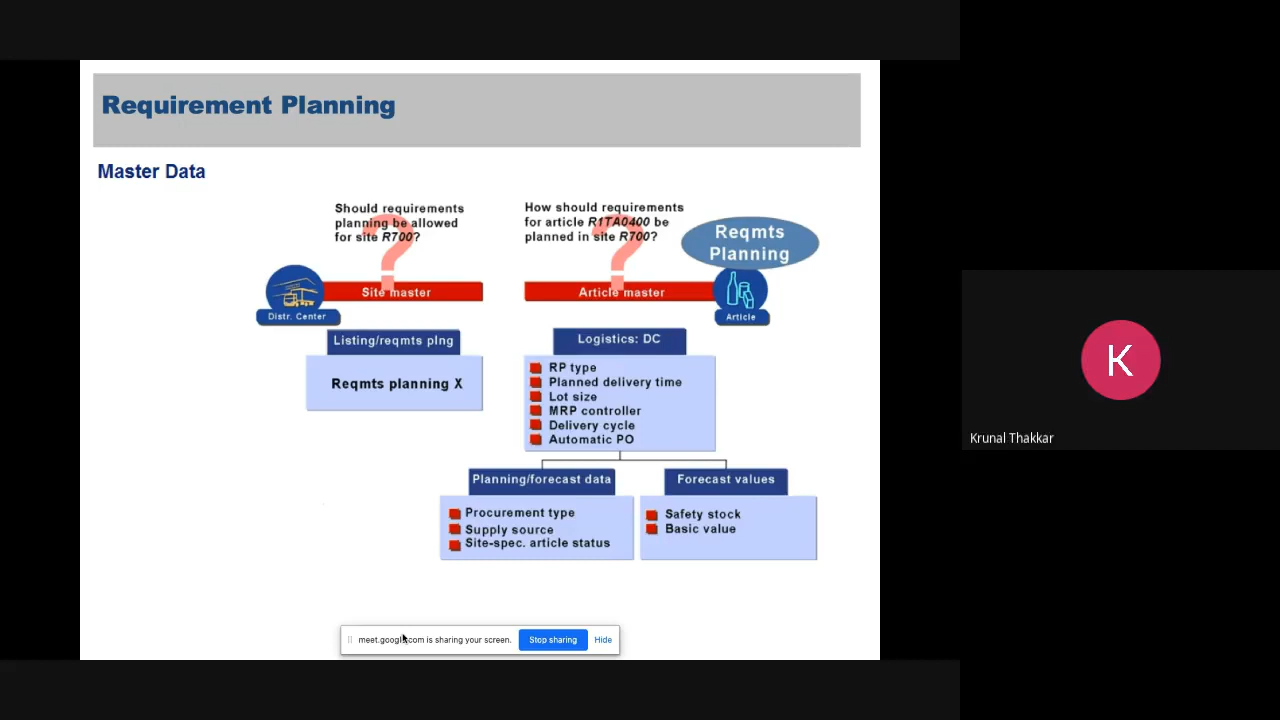 Requirement Planning
Master Data
Should requirements
planning be allowed
for site R700?
How should requirements
for article R1TA0400 be
planned in site R700?
Reqmts
Planning
Site master
Article master
Distr. Center
Article
Listing/reqmts plng
Reqmts planning X
Logistics: DC
RP type
Planned delivery time
Lot size
MRP controller
Delivery cycle
Automatic PO
Planning/forecast data
Procurement type
Supply source
Site-spec. article status
Forecast values
Safety stock
Basic value
meet.google.com is sharing your screen.
Stop sharing
Hide
K
Krunal Thakkar